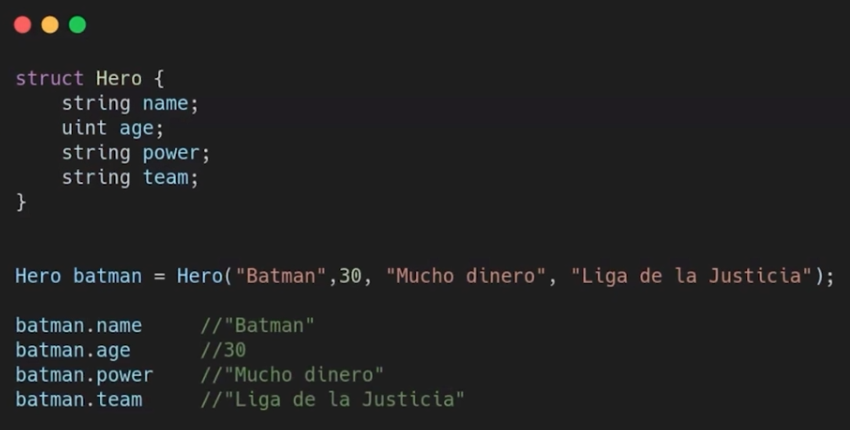 struct Hero {
    string name;
    uint age;
    string power;
    string team;
}
Hero batman = Hero("Batman",30, "Mucho dinero", "Liga de la Justicia");
batman.name     //"Batman"
batman.age      //30
batman.power    //"Mucho dinero"
batman.team     //"Liga de la Justicia"